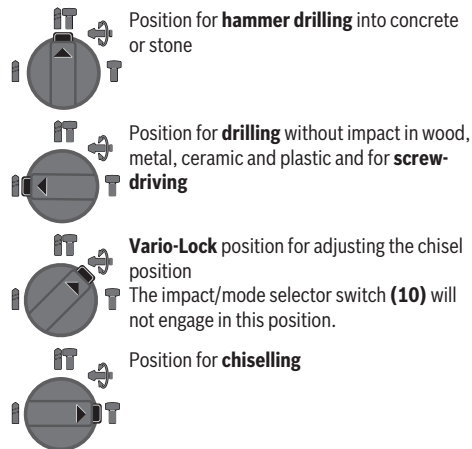 Position for hammer drilling into concrete
or stone
Position for drilling without impact in wood,
metal, ceramic and plastic and for screw-
driving
Vario-Lock position for adjusting the chisel
position
The impact/mode selector switch (10) will
not engage in this position.
Position for chiselling